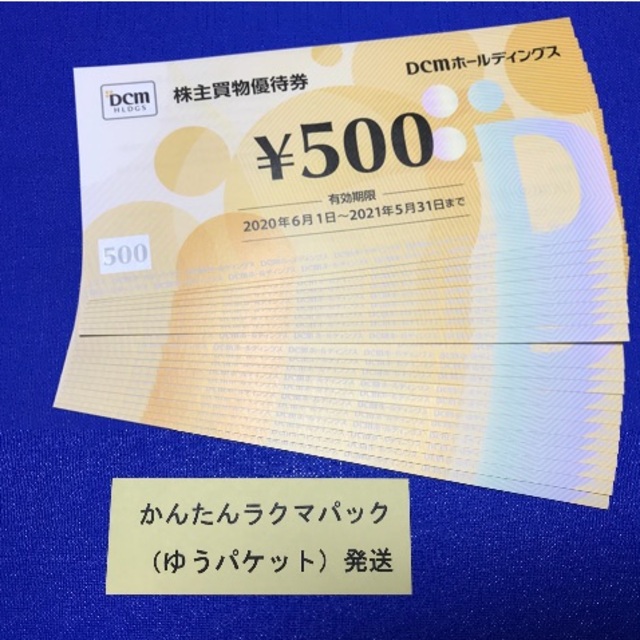 DCM
HLDGS
株主買物優待券
DCMホールディングス
¥500
有効期限
2020年6月1日〜2021年5月31日まで
500
かんたんラクマパック
（ゆうパケット）発送